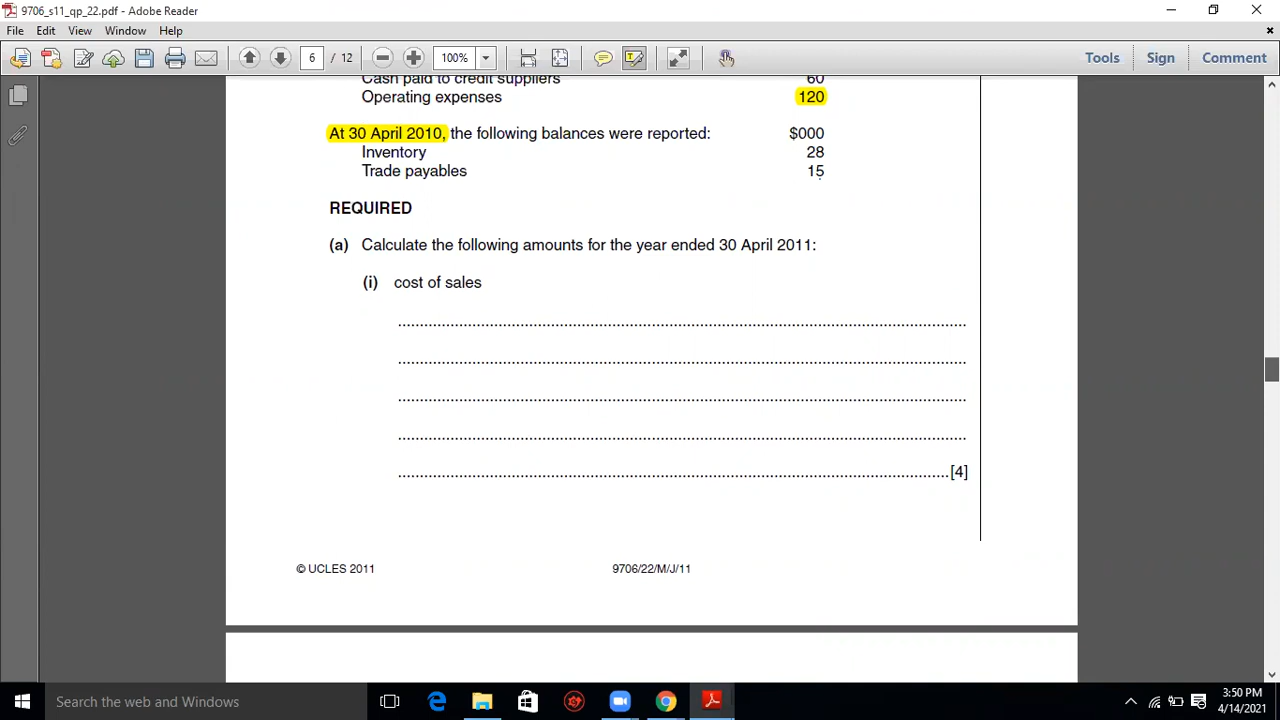 9706_s11_qp_22.pdf - Adobe Reader
File Edit View Window Help
6 / 12 100% Tools Sign Comment
Cash paid to credit suppliers 60
Operating expenses 120
At 30 April 2010, the following balances were reported: $000
Inventory 28
Trade payables 15
REQUIRED
(a) Calculate the following amounts for the year ended 30 April 2011:
(i) cost of sales
[4]
© UCLES 2011 9706/22/M/J/11
Search the web and Windows
3:50 PM
4/14/2021